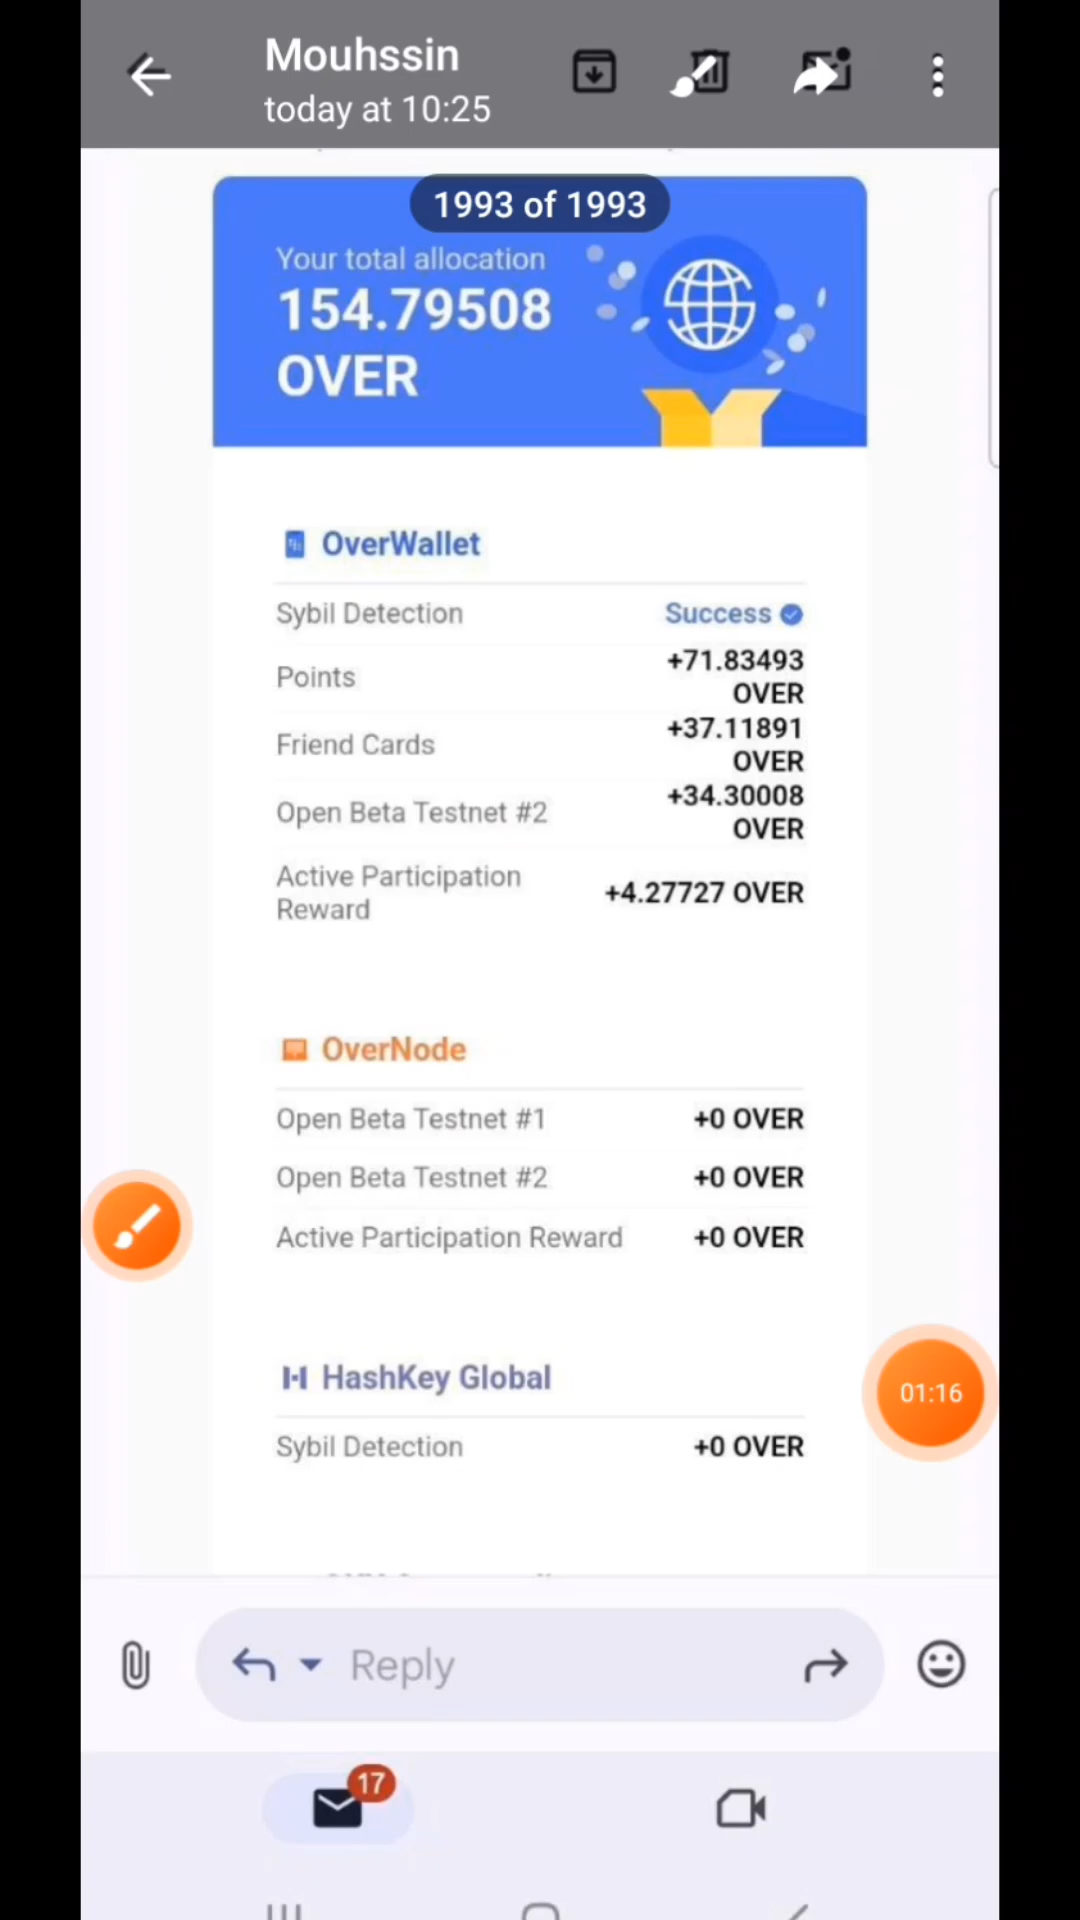 Mouhssin
today at 10:25
1993 of 1993
Your total allocation
154.79508
OVER
OverWallet
Sybil Detection Success
Points +71.83493 OVER
Friend Cards +37.11891 OVER
Open Beta Testnet #2 +34.30008 OVER
Active Participation Reward +4.27727 OVER
OverNode
Open Beta Testnet #1 +0 OVER
Open Beta Testnet #2 +0 OVER
Active Participation Reward +0 OVER
HashKey Global
Sybil Detection +0 OVER
01:16
Reply
17